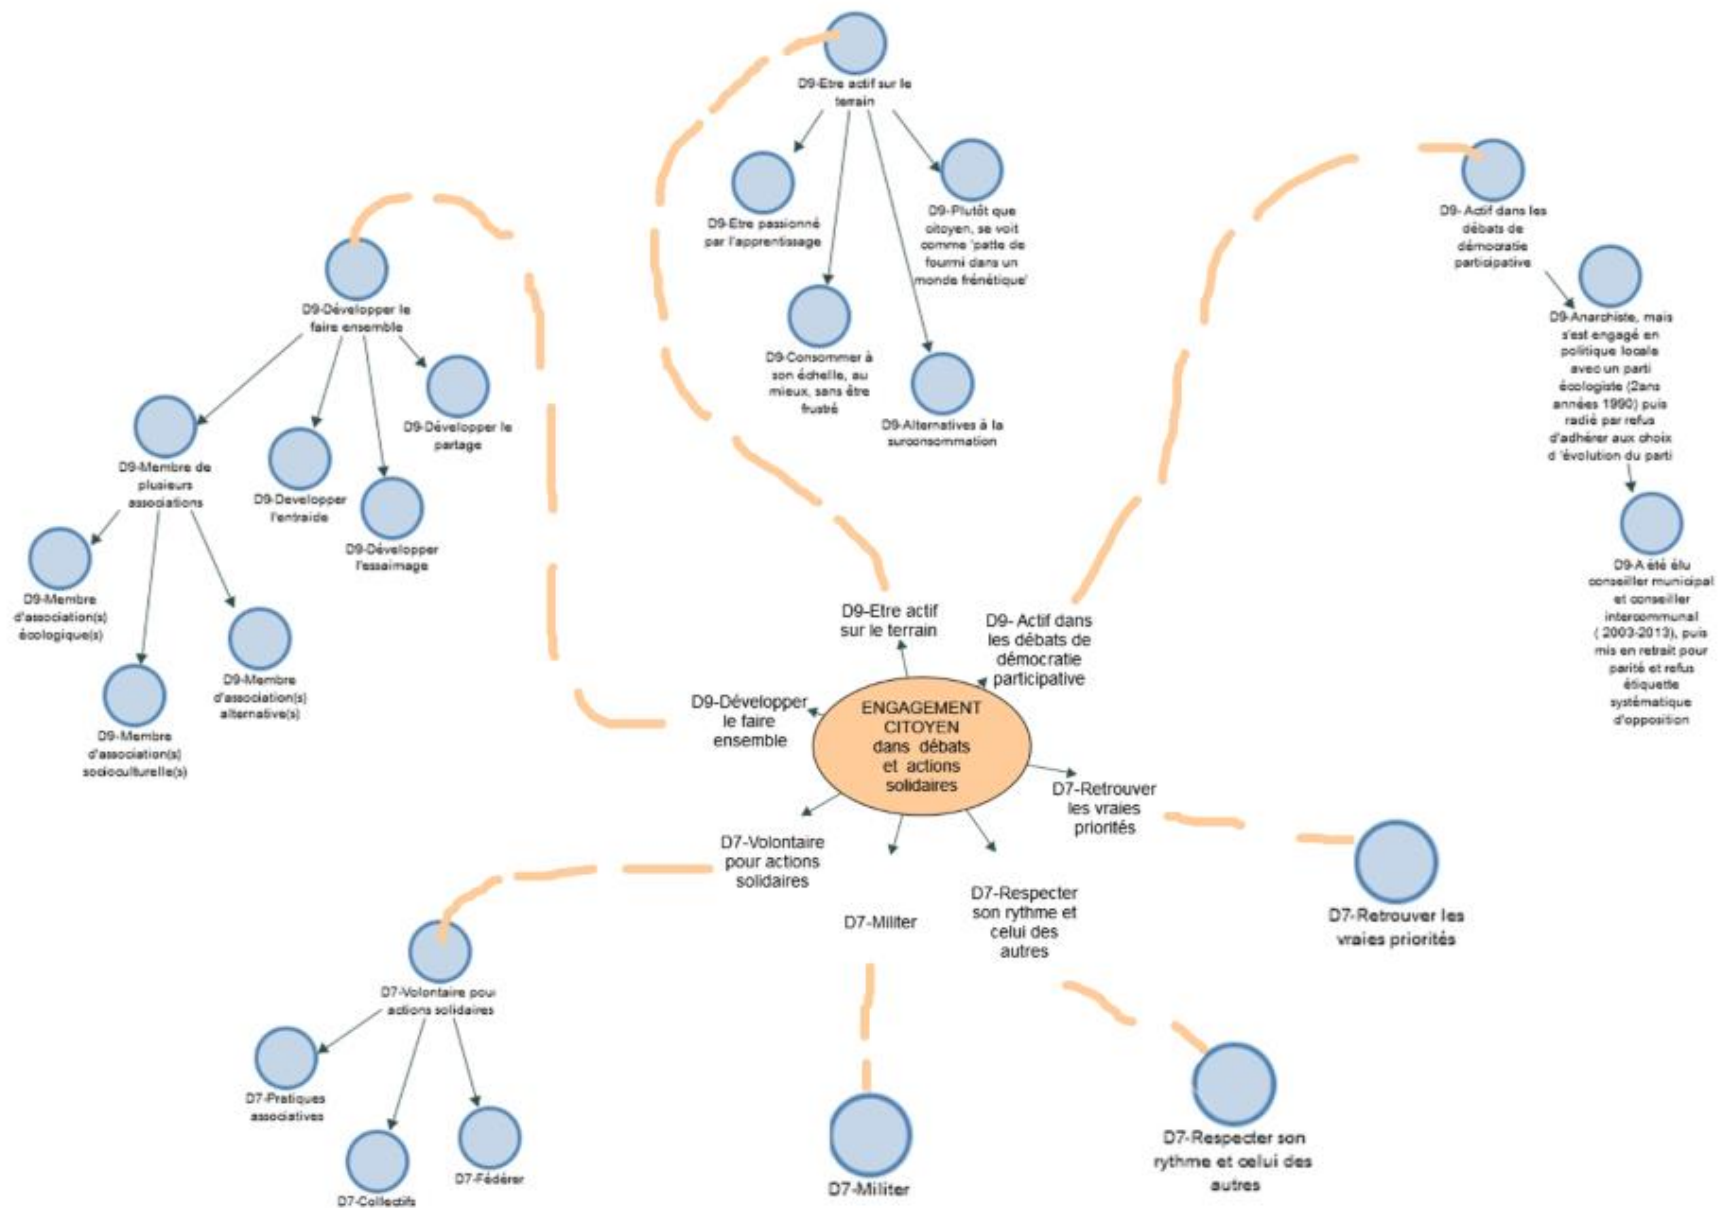 D9-Etre actif sur le
terrain
D9-Etre passionné
par l'apprentissage
D9-Plutôt que
citoyen, se voit
comme 'patte de
fourmi dans un
monde frénétique'
D9-Consommer à
son échelle, au
mieux, sans être
frustré
D9-Alternatives à la
surconsommation
D9- Actif dans les
débats de
démocratie
participative
D9-Anarchiste, mais
s'est engagé en
politique locale
avec un parti
écologiste (2ans
années 1990) puis
radié par refus
d'adhérer aux choix
d 'évolution du parti
D9-A été élu
conseiller municipal
et conseiller
intercommunal
( 2003-2013), puis
mis en retrait pour
parité et refus
étiquette
systématique
d'opposition
D9-Développer le
faire ensemble
D9-Membre de
plusieurs
associations
D9-Developper
l'entraide
D9-Développer
l'essaimage
D9-Développer le
partage
D9-Membre
d'association(s)
écologique(s)
D9-Membre
d'association(s)
socioculturelle(s)
D9-Membre
d'association(s)
alternative(s)
D9-Etre actif
sur le terrain
D9- Actif dans
les débats de
démocratie
participative
D9-Développer
le faire
ensemble
ENGAGEMENT
CITOYEN
dans débats
et actions
solidaires
D7-Retrouver
les vraies
priorités
D7-Volontaire
pour actions
solidaires
D7-Militer
D7-Respecter
son rythme et
celui des
autres
D7-Retrouver les
vraies priorités
D7-Volontaire pour
actions solidaires
D7-Pratiques
associatives
D7-Collectifs
D7-Fédérer
D7-Militer
D7-Respecter son
rythme et celui des
autres